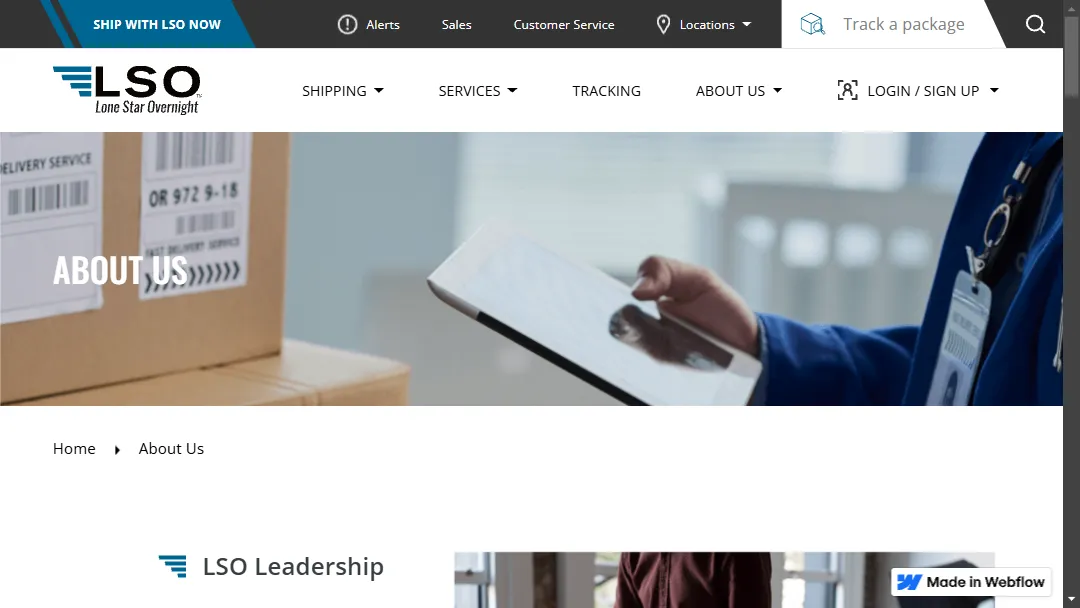 SHIP WITH LSO NOW
Alerts
Sales
Customer Service
Locations
Track a package
LSO
Lone Star Overnight
SHIPPING
SERVICES
TRACKING
ABOUT US
LOGIN / SIGN UP
DELIVERY SERVICE
OR 972 9-18
FAST DELIVERY SERVICE
ABOUT US
Home
About Us
LSO Leadership
Made in Webflow